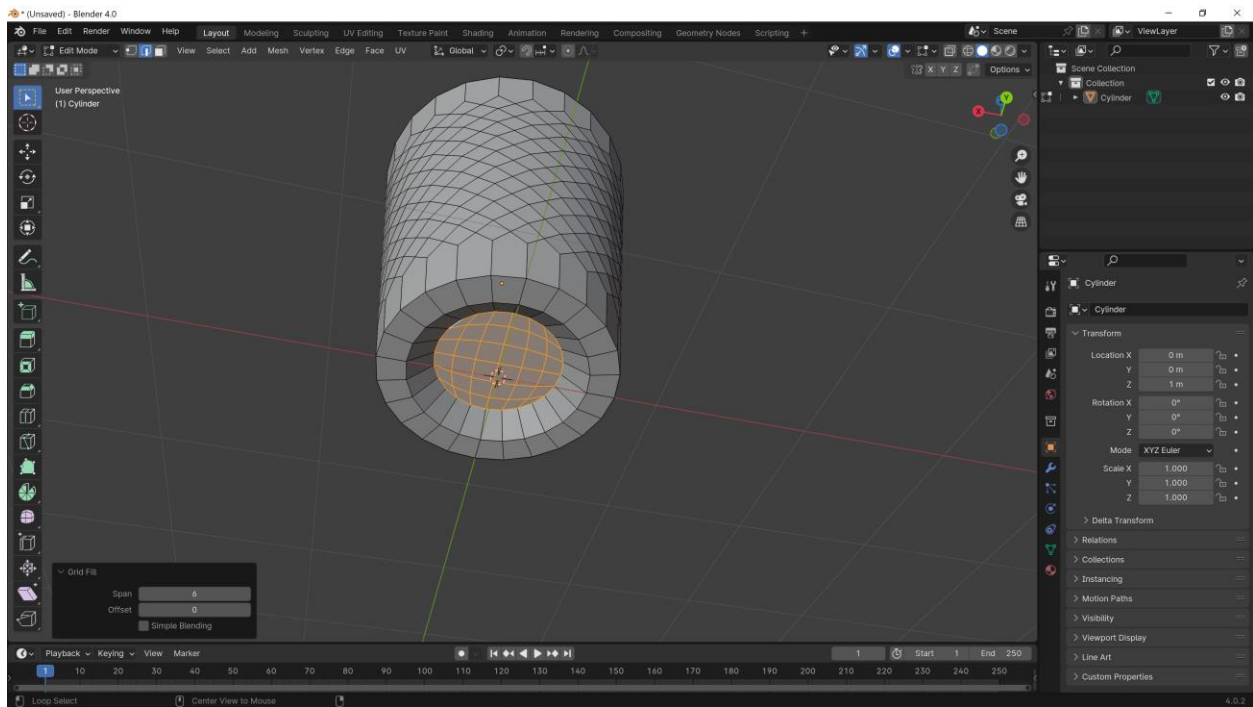 * (Unsaved) - Blender 4.0
File Edit Render Window Help Layout Modeling Sculpting UV Editing Texture Paint Shading Animation Rendering Compositing Geometry Nodes Scripting + Scene ViewLayer
Edit Mode View Select Add Mesh Vertex Edge Face UV Global
X Y Z Options
User Perspective
(1) Cylinder
Y
X
Scene Collection
Collection
Cylinder
Cylinder
Cylinder
Transform
Location X 0 m
Y 0 m
Z 1 m
Rotation X 0°
Y 0°
Z 0°
Mode XYZ Euler
Scale X 1.000
Y 1.000
Z 1.000
Delta Transform
Relations
Collections
Instancing
Motion Paths
Visibility
Viewport Display
Line Art
Custom Properties
Grid Fill
Span 6
Offset 0
Simple Blending
Playback Keying View Marker 1 Start 1 End 250
1 10 20 30 40 50 60 70 80 90 100 110 120 130 140 150 160 170 180 190 200 210 220 230 240 250
Loop Select Center View to Mouse 4.0.2